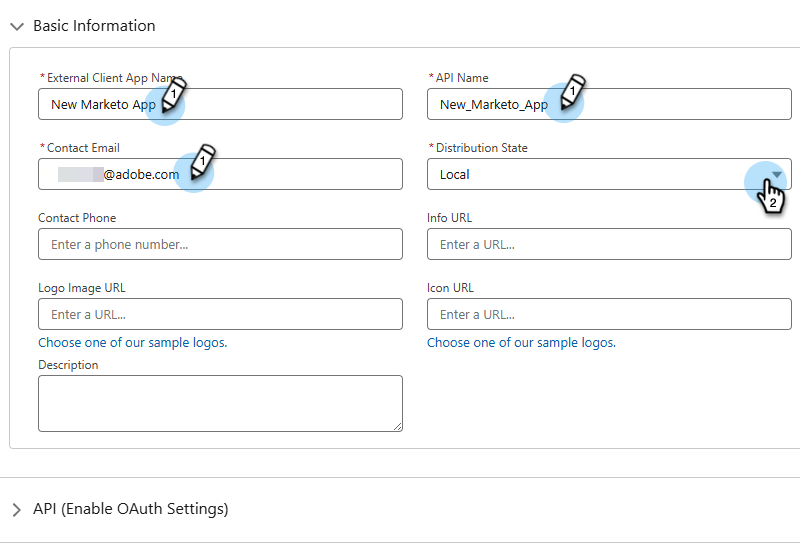 Basic Information
*External Client App Name
New Marketo App
1
*API Name
New_Marketo_App
1
*Contact Email
@adobe.com
1
*Distribution State
Local
2
Contact Phone
Enter a phone number...
Info URL
Enter a URL...
Logo Image URL
Enter a URL...
Choose one of our sample logos.
Icon URL
Enter a URL...
Choose one of our sample logos.
Description
API (Enable OAuth Settings)